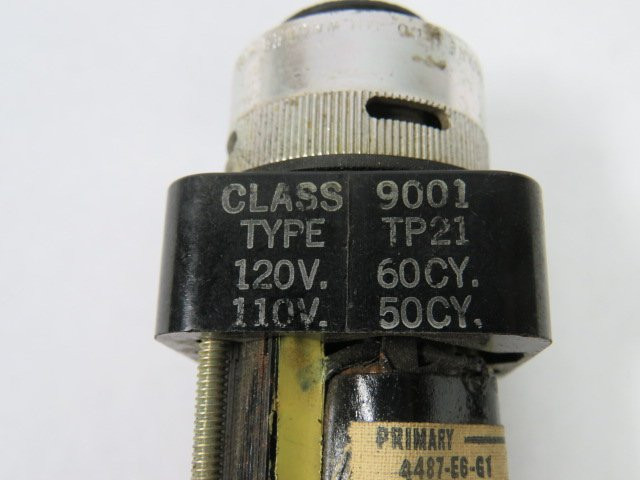 CLASS 9001
TYPE TP21
120V. 60CY.
110V. 50CY.
PRIMARY
4487-E6-G1